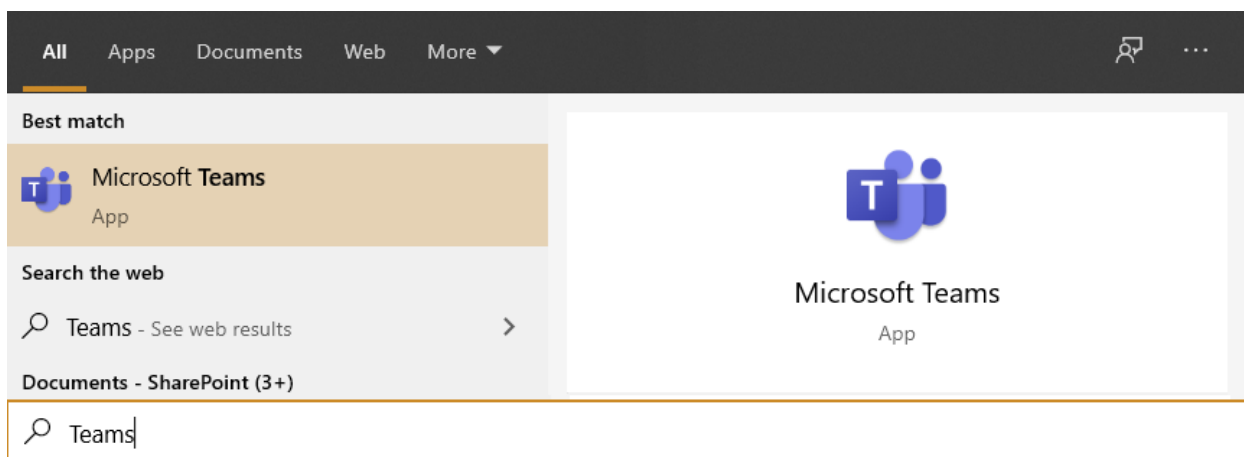 All Apps Documents Web More
Best match
Microsoft Teams
App
Search the web
Teams - See web results
Documents - SharePoint (3+)
T
Microsoft Teams
App
Teams